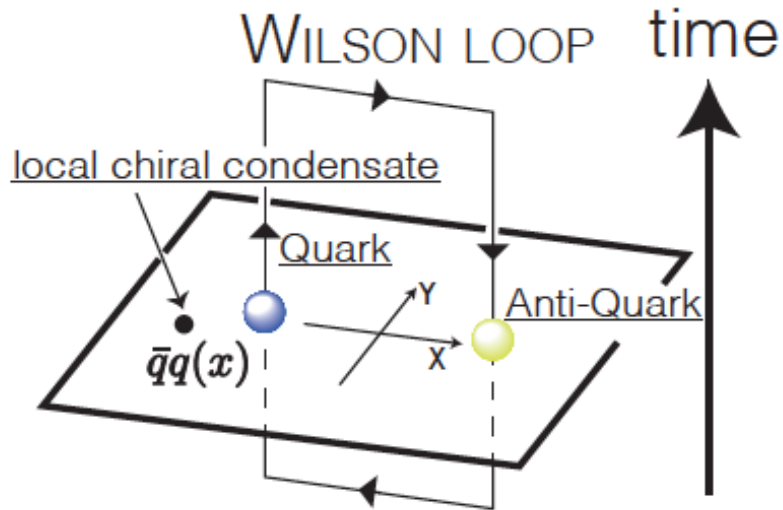 WILSON LOOP
time
local chiral condensate
Quark
Y
Anti-Quark
X
q̄q(x)